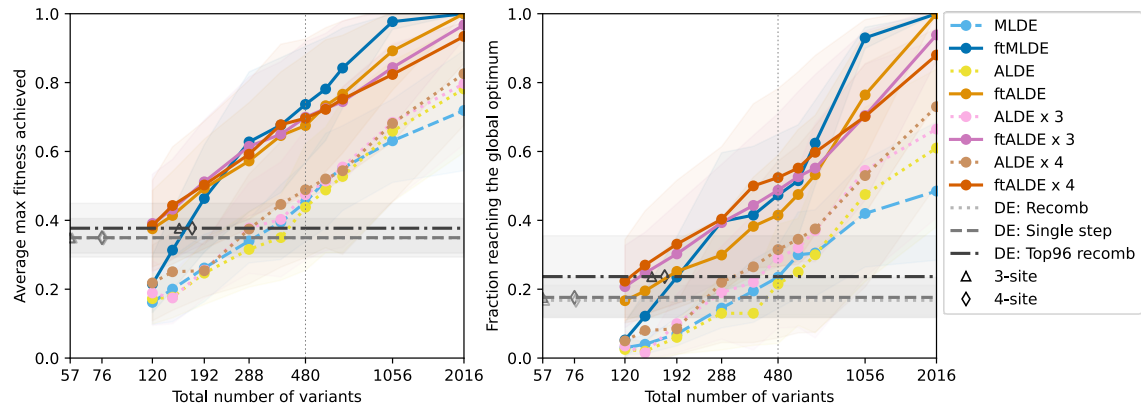 Average max fitness achieved
1.0
0.8
0.6
0.4
0.2
0.0
57 76 120 192 288 480 1056 2016
Total number of variants
Fraction reaching the global optimum
1.0
0.8
0.6
0.4
0.2
0.0
57 76 120 192 288 480 1056 2016
Total number of variants
MLDE
ftMLDE
ALDE
ftALDE
ALDE x 3
ftALDE x 3
ALDE x 4
ftALDE x 4
DE: Recomb
DE: Single step
DE: Top96 recomb
3-site
4-site